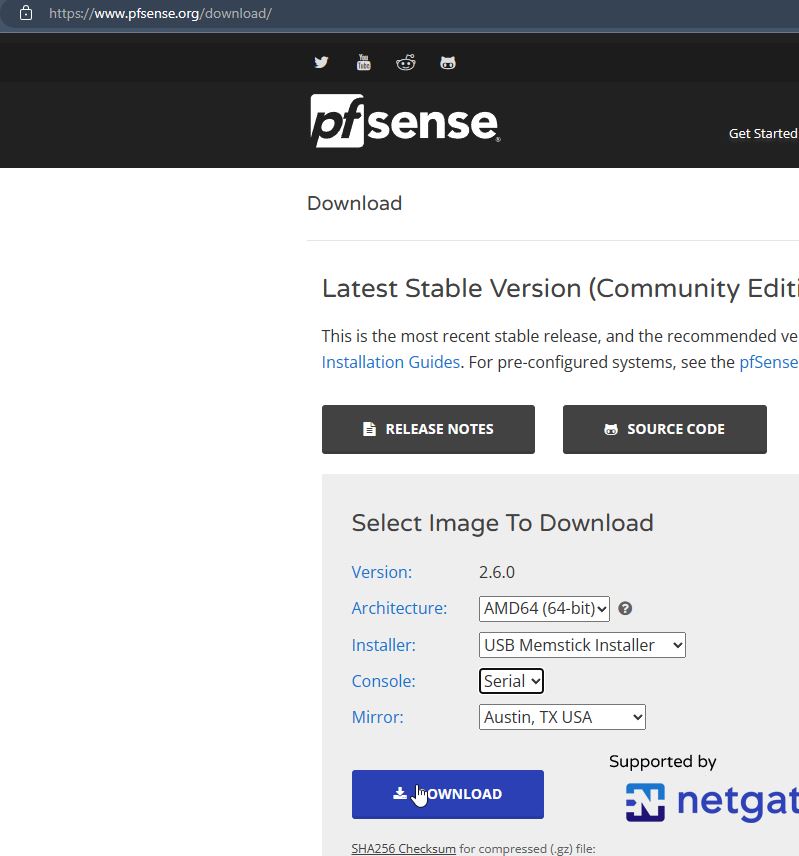 https://www.pfsense.org/download/
You Tube
pfsense
Get Started
Download
Latest Stable Version (Community Editi
This is the most recent stable release, and the recommended ve
Installation Guides. For pre-configured systems, see the pfSense
RELEASE NOTES SOURCE CODE
Select Image To Download
Version: 2.6.0
Architecture: AMD64 (64-bit) ?
Installer: USB Memstick Installer
Console: Serial
Mirror: Austin, TX USA
Supported by
DOWNLOAD
N netgat
SHA256 Checksum for compressed (.gz) file: